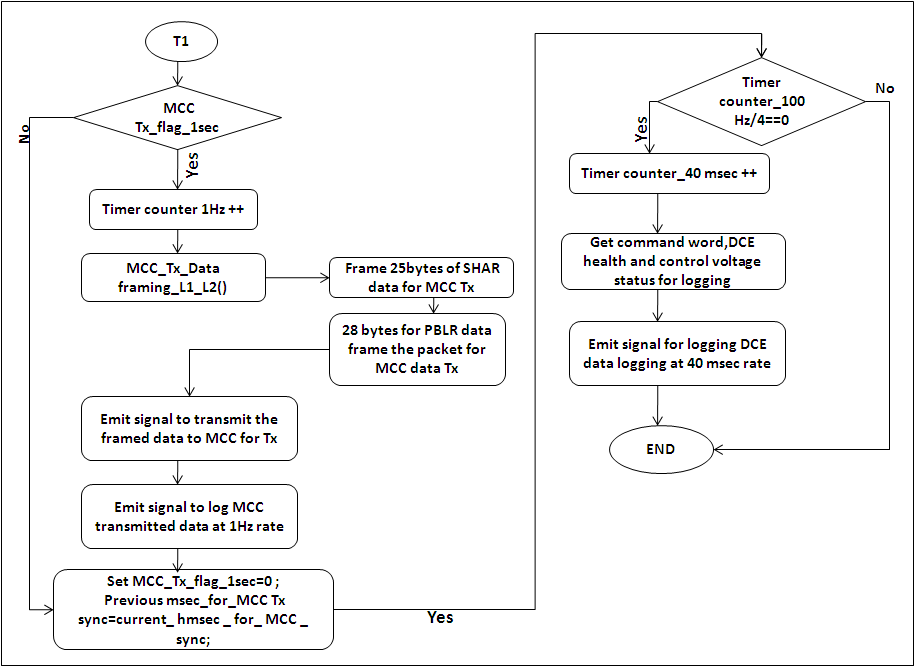 T1
MCC
Tx_flag_1sec
No
Yes
Timer counter 1Hz ++
MCC_Tx_Data
framing_L1_L2()
Frame 25bytes of SHAR
data for MCC Tx
28 bytes for PBLR data
frame the packet for
MCC data Tx
Emit signal to transmit the
framed data to MCC for Tx
Emit signal to log MCC
transmitted data at 1Hz rate
Set MCC_Tx_flag_1sec=0 ;
Previous msec_for_MCC Tx
sync=current_ hmsec _ for_ MCC _
sync;
Yes
Timer
counter_100
Hz/4==0
No
Yes
Timer counter_40 msec ++
Get command word,DCE
health and control voltage
status for logging
Emit signal for logging DCE
data logging at 40 msec rate
END